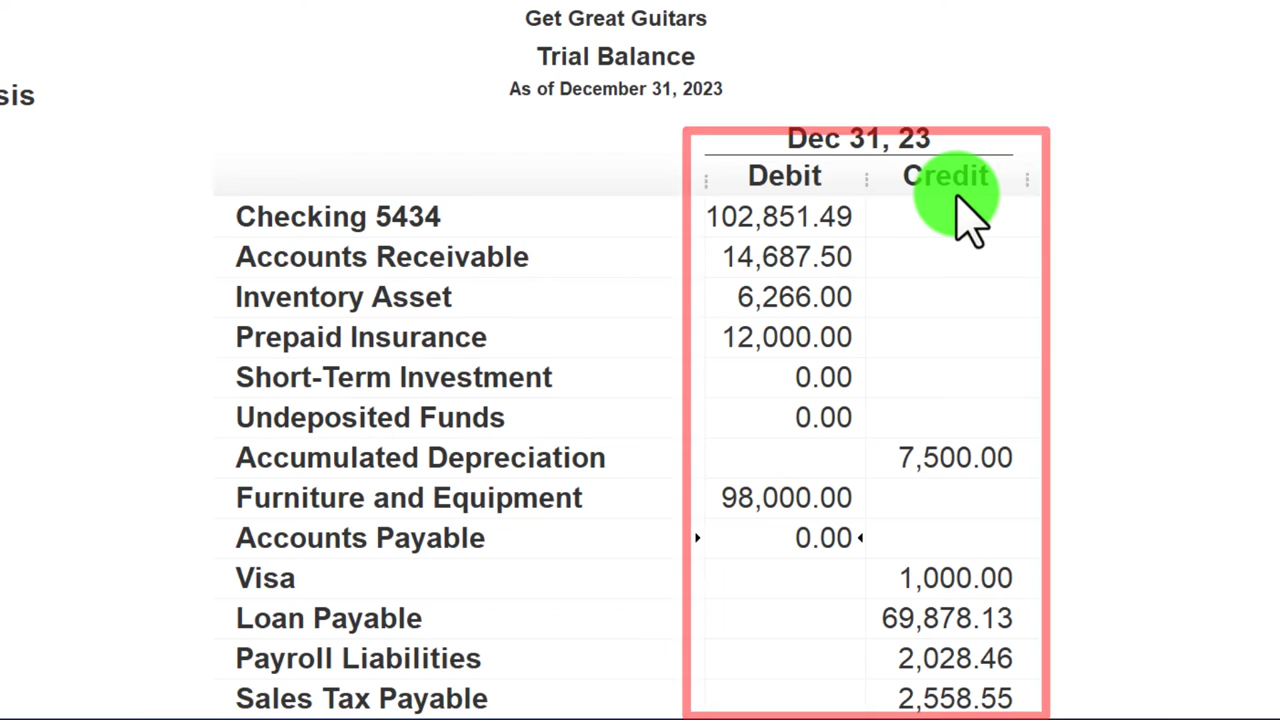 Get Great Guitars
Trial Balance
As of December 31, 2023
sis
Dec 31, 23
Debit Credit
Checking 5434 102,851.49
Accounts Receivable 14,687.50
Inventory Asset 6,266.00
Prepaid Insurance 12,000.00
Short-Term Investment 0.00
Undeposited Funds 0.00
Accumulated Depreciation 7,500.00
Furniture and Equipment 98,000.00
Accounts Payable 0.00
Visa 1,000.00
Loan Payable 69,878.13
Payroll Liabilities 2,028.46
Sales Tax Payable 2,558.55